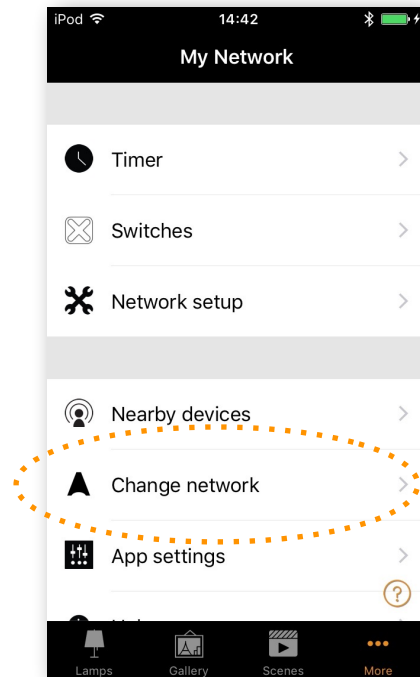 iPod 14:42
My Network
Timer
Switches
Network setup
Nearby devices
Change network
App settings
?
Lamps Gallery Scenes More